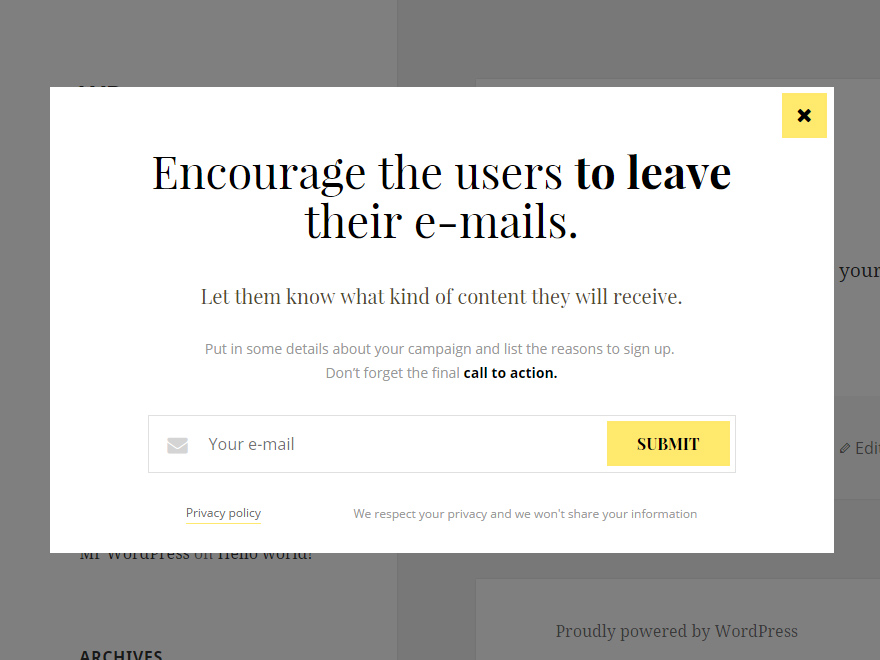 Encourage the users to leave
their e-mails.
Let them know what kind of content they will receive.
Put in some details about your campaign and list the reasons to sign up.
Don't forget the final call to action.
Your e-mail
SUBMIT
Privacy policy
We respect your privacy and we won't share your information
your
Edit
Mr WordPress on Hello world!
Proudly powered by WordPress
ARCHIVES